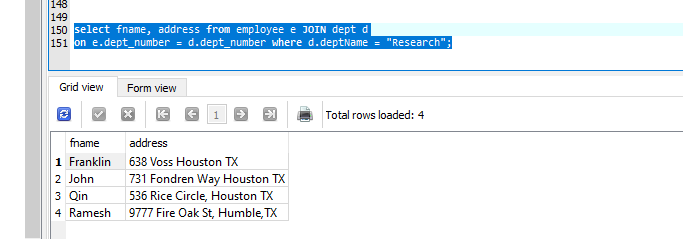 148
149
150 select fname, address from employee e JOIN dept d
151 on e.dept_number = d.dept_number where d.deptName = "Research";
Grid view Form view
1 Total rows loaded: 4
fname address
1 Franklin 638 Voss Houston TX
2 John 731 Fondren Way Houston TX
3 Qin 536 Rice Circle, Houston TX
4 Ramesh 9777 Fire Oak St, Humble,TX